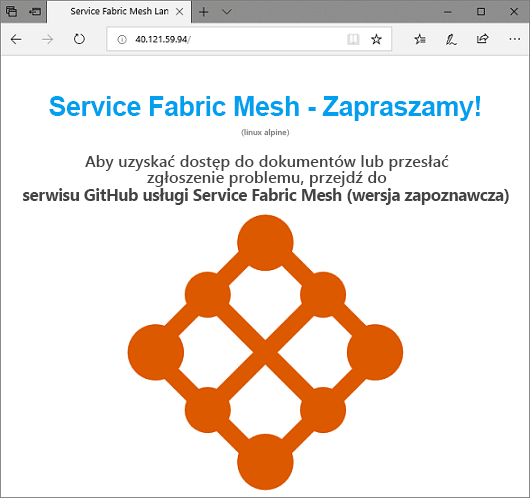 Service Fabric Mesh Lan
40.121.59.94/
Service Fabric Mesh - Zapraszamy!
(linux alpine)
Aby uzyskać dostęp do dokumentów lub przesłać
zgłoszenie problemu, przejdź do
serwisu GitHub usługi Service Fabric Mesh (wersja zapoznawcza)